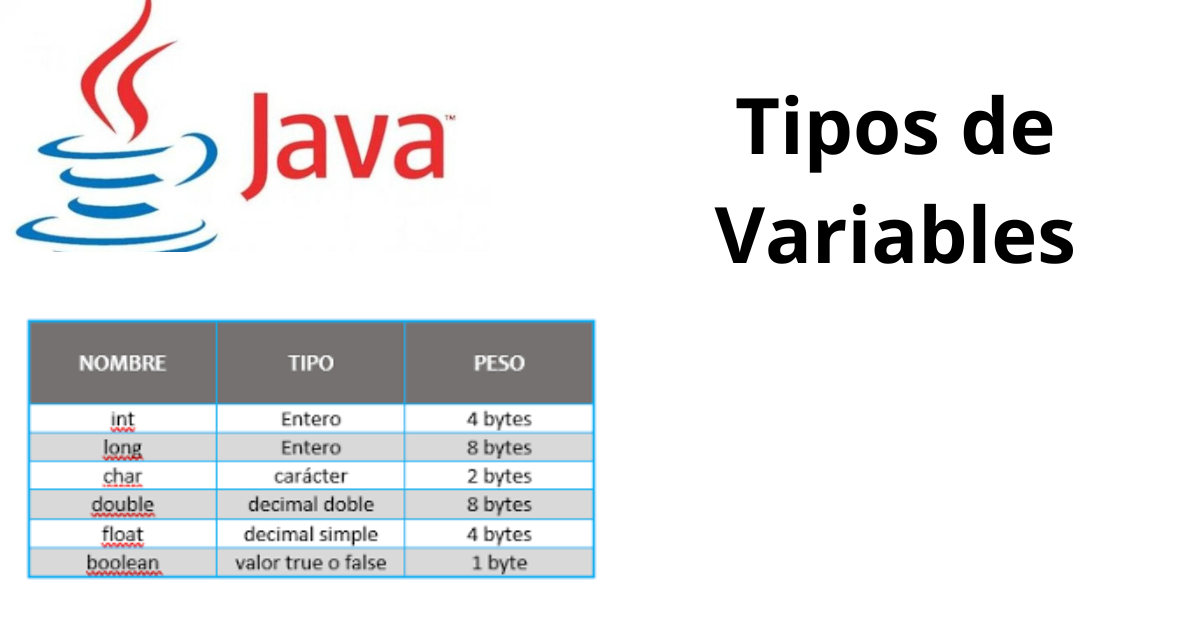 Java™
Tipos de
Variables
NOMBRE TIPO PESO
int Entero 4 bytes
long Entero 8 bytes
char carácter 2 bytes
double decimal doble 8 bytes
float decimal simple 4 bytes
boolean valor true o false 1 byte